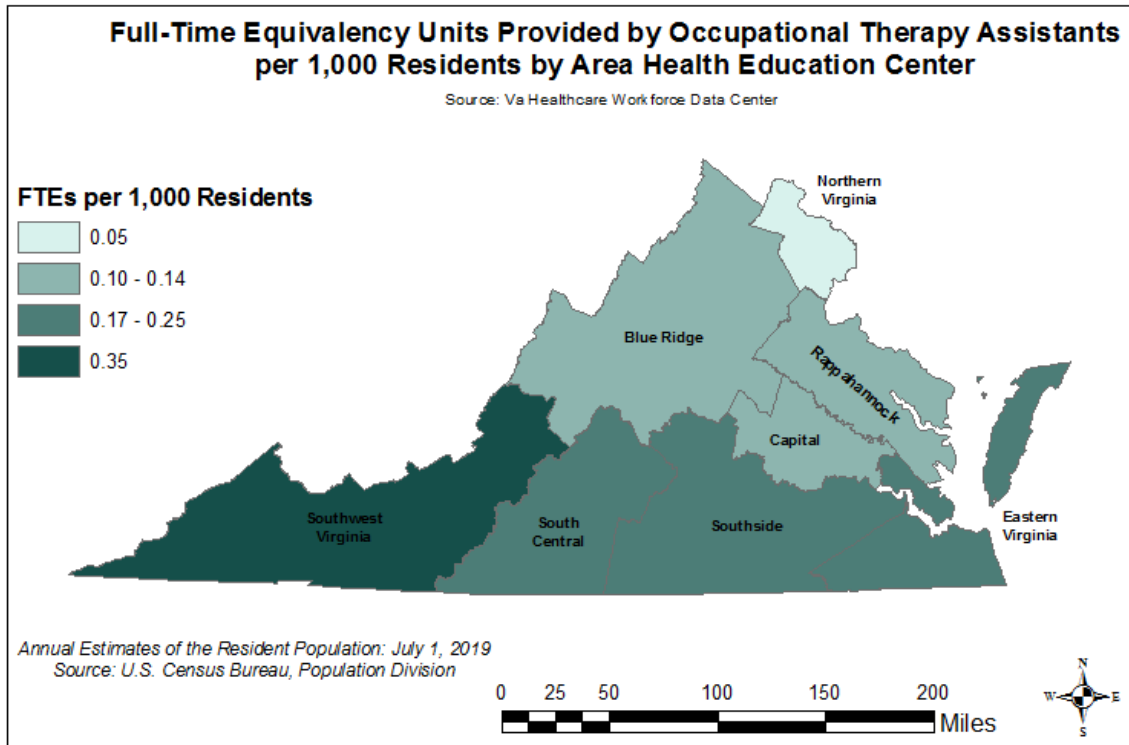 Full-Time Equivalency Units Provided by Occupational Therapy Assistants
per 1,000 Residents by Area Health Education Center
Source: Va Healthcare Workforce Data Center
FTEs per 1,000 Residents
0.05
0.10 - 0.14
0.17 - 0.25
0.35
Northern
Virginia
Blue Ridge
Rappahannock
Capital
Southwest
Virginia
South
Central
Southside
Eastern
Virginia
Annual Estimates of the Resident Population: July 1, 2019
Source: U.S. Census Bureau, Population Division
0 25 50 100 150 200
Miles
N
W E
S